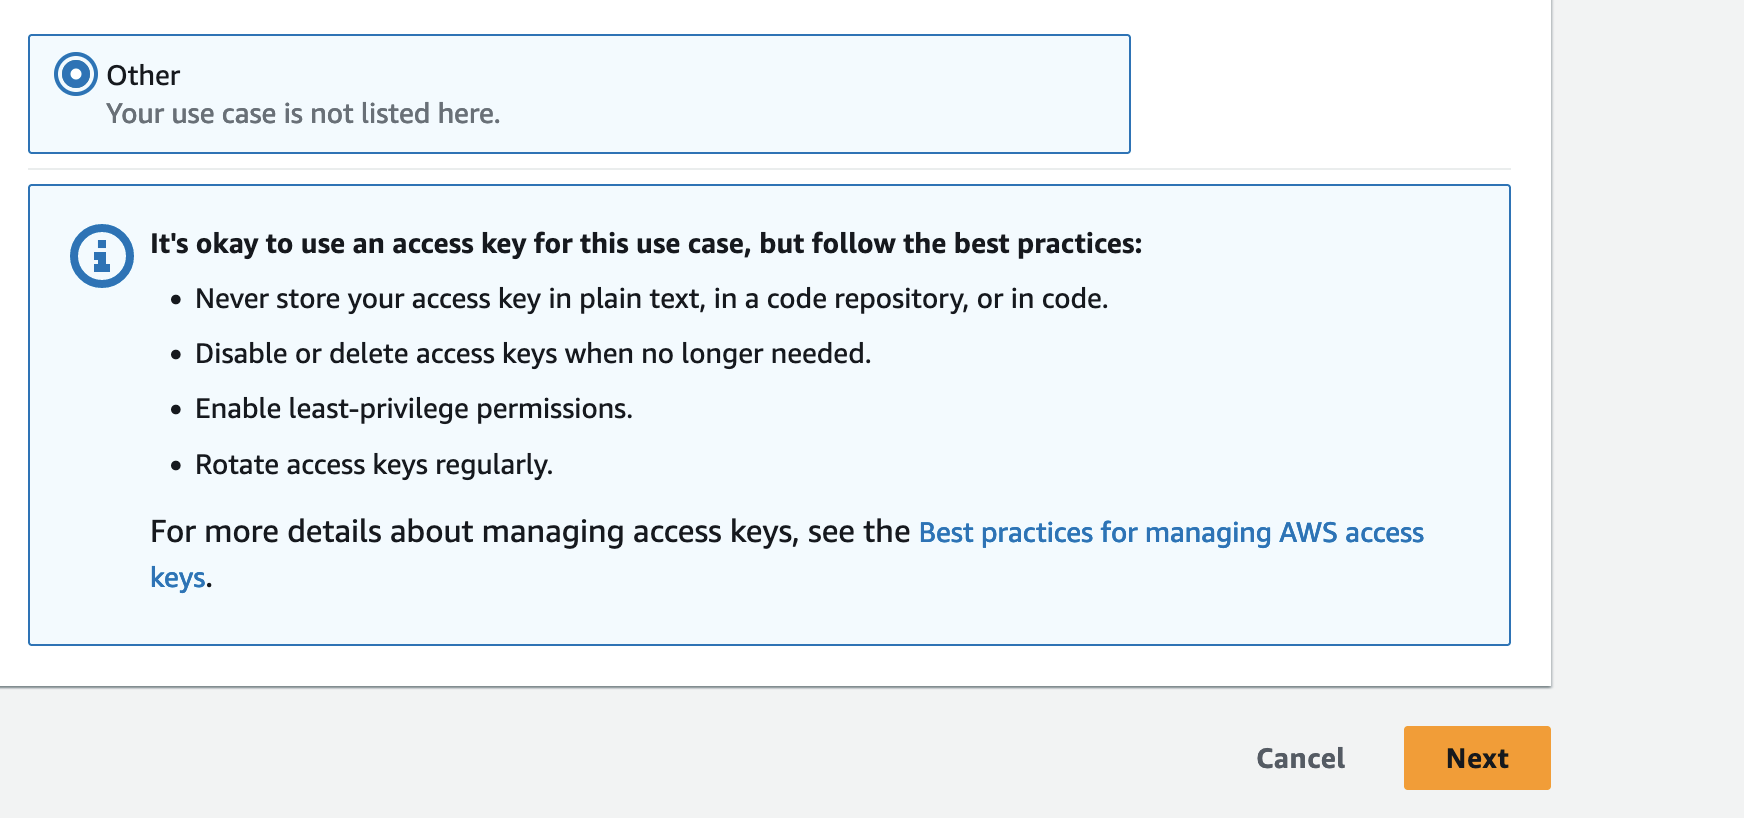 Other
Your use case is not listed here.
It's okay to use an access key for this use case, but follow the best practices:
• Never store your access key in plain text, in a code repository, or in code.
• Disable or delete access keys when no longer needed.
• Enable least-privilege permissions.
• Rotate access keys regularly.
For more details about managing access keys, see the Best practices for managing AWS access
keys.
Cancel
Next